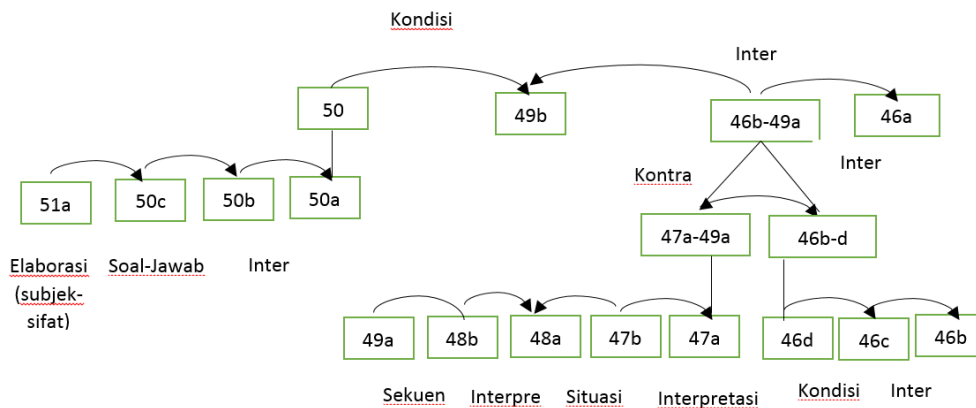 Kondisi
Inter
50
49b
46b-49a
46a
Inter
Kontra
51a
50c
50b
50a
47a-49a
46b-d
Elaborasi
(subjek-
sifat)
Soal-Jawab
Inter
49a
48b
48a
47b
47a
46d
46c
46b
Sekuen
Interpre
Situasi
Interpretasi
Kondisi
Inter